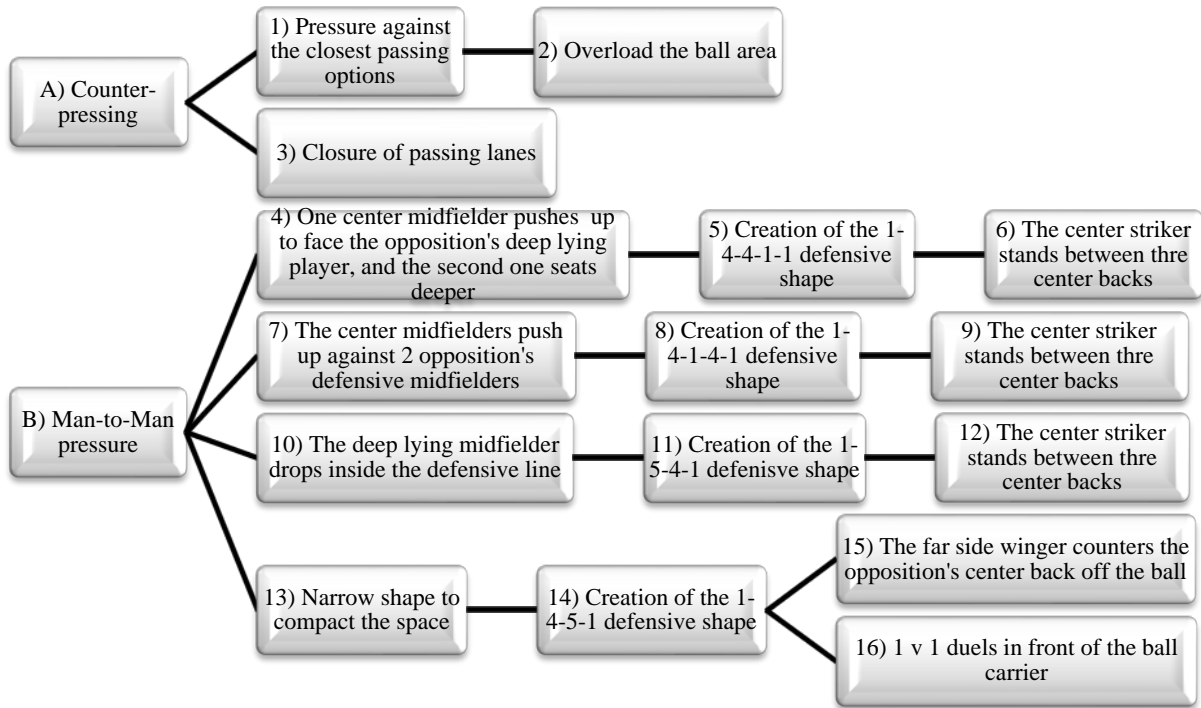 A) Counter-
pressing
1) Pressure against
the closest passing
options
2) Overload the ball area
3) Closure of passing lanes
B) Man-to-Man
pressure
4) One center midfielder pushes up
to face the opposition's deep lying
player, and the second one seats
deeper
5) Creation of the 1-
4-4-1-1 defensive
shape
6) The center striker
stands between thre
center backs
7) The center midfielders push
up against 2 opposition's
defensive midfielders
8) Creation of the 1-
4-1-4-1 defensive
shape
9) The center striker
stands between thre
center backs
10) The deep lying midfielder
drops inside the defensive line
11) Creation of the 1-
5-4-1 defenisve shape
12) The center striker
stands between thre
center backs
13) Narrow shape to
compact the space
14) Creation of the 1-
4-5-1 defensive shape
15) The far side winger counters the
opposition's center back off the ball
16) 1 v 1 duels in front of the ball
carrier